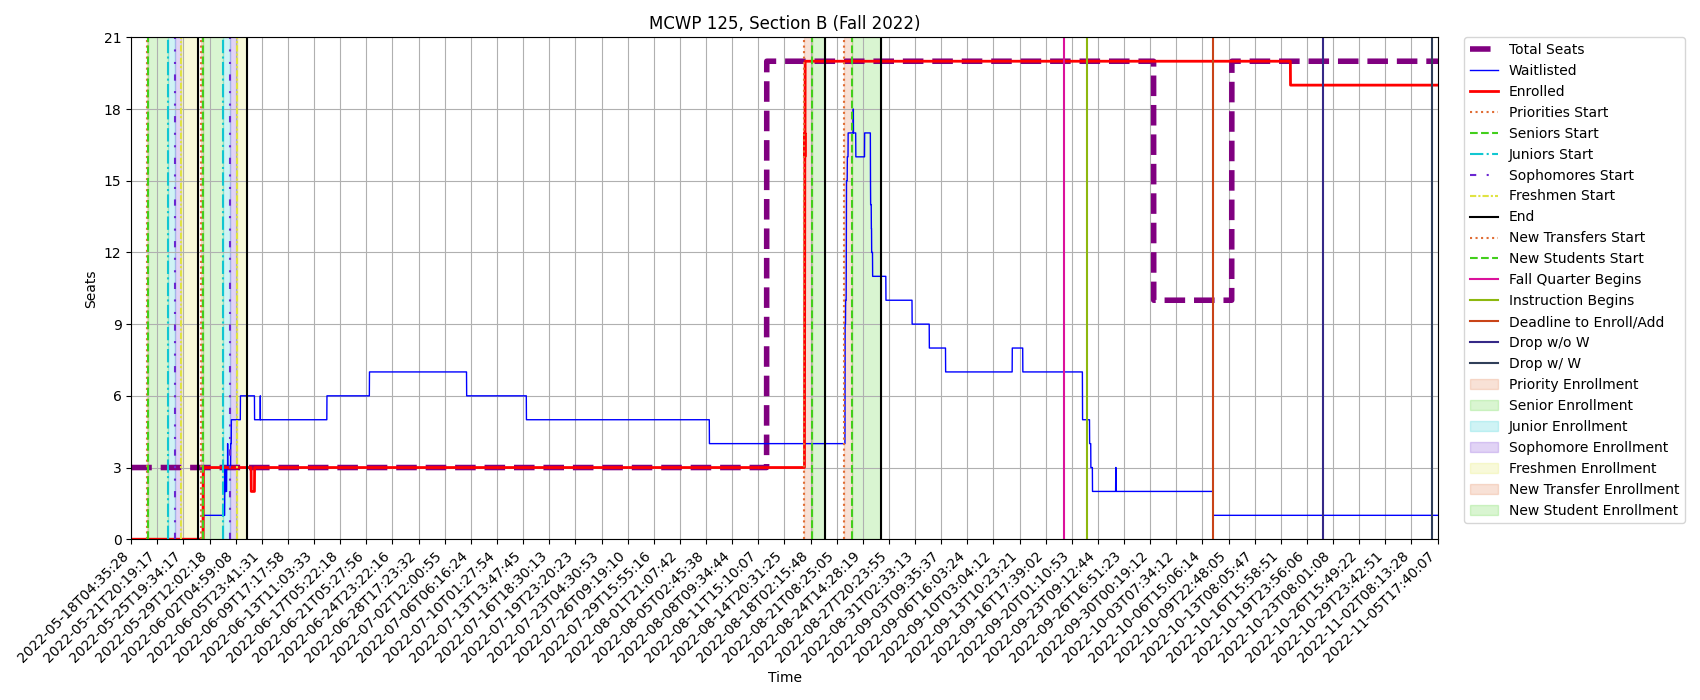 MCWP 125, Section B (Fall 2022)
21
18
15
12
9
6
3
0
Seats
2022-05-18T04:35:28
2022-05-21T20:19:17
2022-05-25T19:34:17
2022-05-29T12:02:18
2022-06-02T04:59:08
2022-06-05T23:41:31
2022-06-09T17:17:58
2022-06-13T11:03:33
2022-06-17T05:22:18
2022-06-21T05:27:56
2022-06-24T23:22:16
2022-06-28T17:23:32
2022-07-02T12:00:55
2022-07-06T06:16:24
2022-07-10T01:27:54
2022-07-13T13:47:45
2022-07-16T18:30:13
2022-07-19T23:20:23
2022-07-23T04:30:53
2022-07-26T09:19:10
2022-07-29T15:55:16
2022-08-01T21:07:42
2022-08-05T02:45:38
2022-08-08T09:34:44
2022-08-11T15:10:07
2022-08-14T20:31:25
2022-08-18T02:15:48
2022-08-21T08:25:05
2022-08-24T14:28:19
2022-08-27T20:23:55
2022-08-31T02:33:13
2022-09-03T09:35:37
2022-09-06T16:03:24
2022-09-10T03:04:12
2022-09-13T10:23:21
2022-09-16T17:39:02
2022-09-20T01:10:53
2022-09-23T09:12:44
2022-09-26T16:51:23
2022-09-30T00:19:12
2022-10-03T07:34:12
2022-10-06T15:06:14
2022-10-09T22:48:05
2022-10-13T08:05:47
2022-10-16T15:58:51
2022-10-19T23:56:06
2022-10-23T08:01:08
2022-10-26T15:49:22
2022-10-29T23:42:51
2022-11-02T08:13:28
2022-11-05T17:40:07
Time
Total Seats
Waitlisted
Enrolled
Priorities Start
Seniors Start
Juniors Start
Sophomores Start
Freshmen Start
End
New Transfers Start
New Students Start
Fall Quarter Begins
Instruction Begins
Deadline to Enroll/Add
Drop w/o W
Drop w/ W
Priority Enrollment
Senior Enrollment
Junior Enrollment
Sophomore Enrollment
Freshmen Enrollment
New Transfer Enrollment
New Student Enrollment